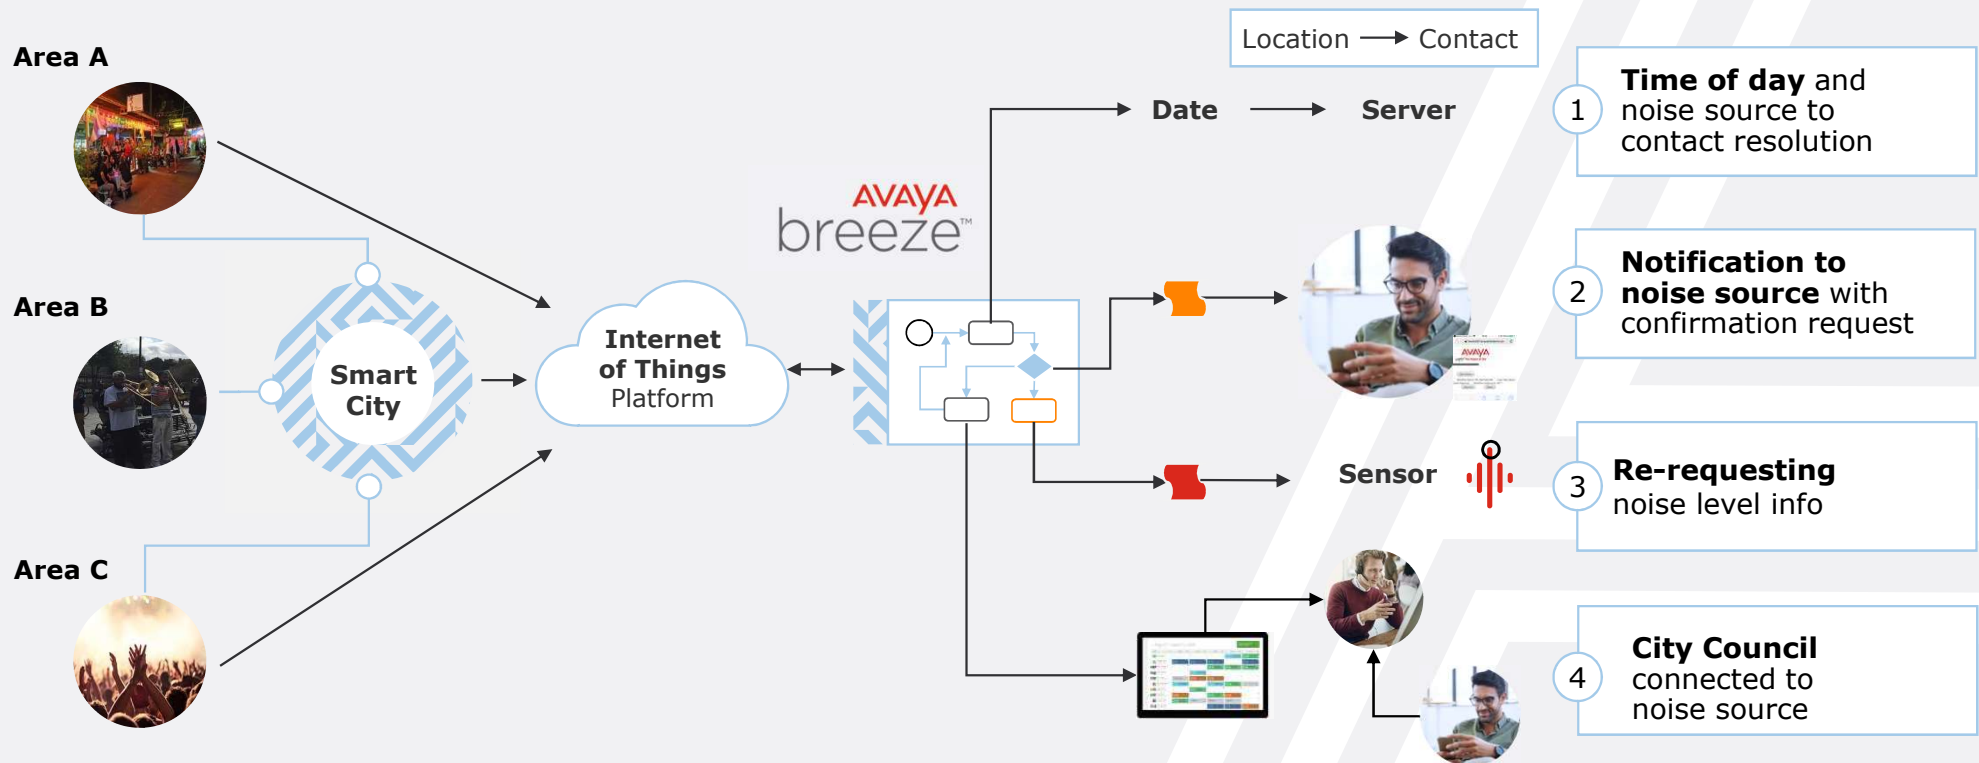 Location → Contact
Area A
Date
Server
1
Time of day and
noise source to
contact resolution
AVAYA
breeze™
Area B
Smart
City
Internet
of Things
Platform
AVAYA
2
Notification to
noise source with
confirmation request
Sensor
3
Re-requesting
noise level info
Area C
4
City Council
connected to
noise source